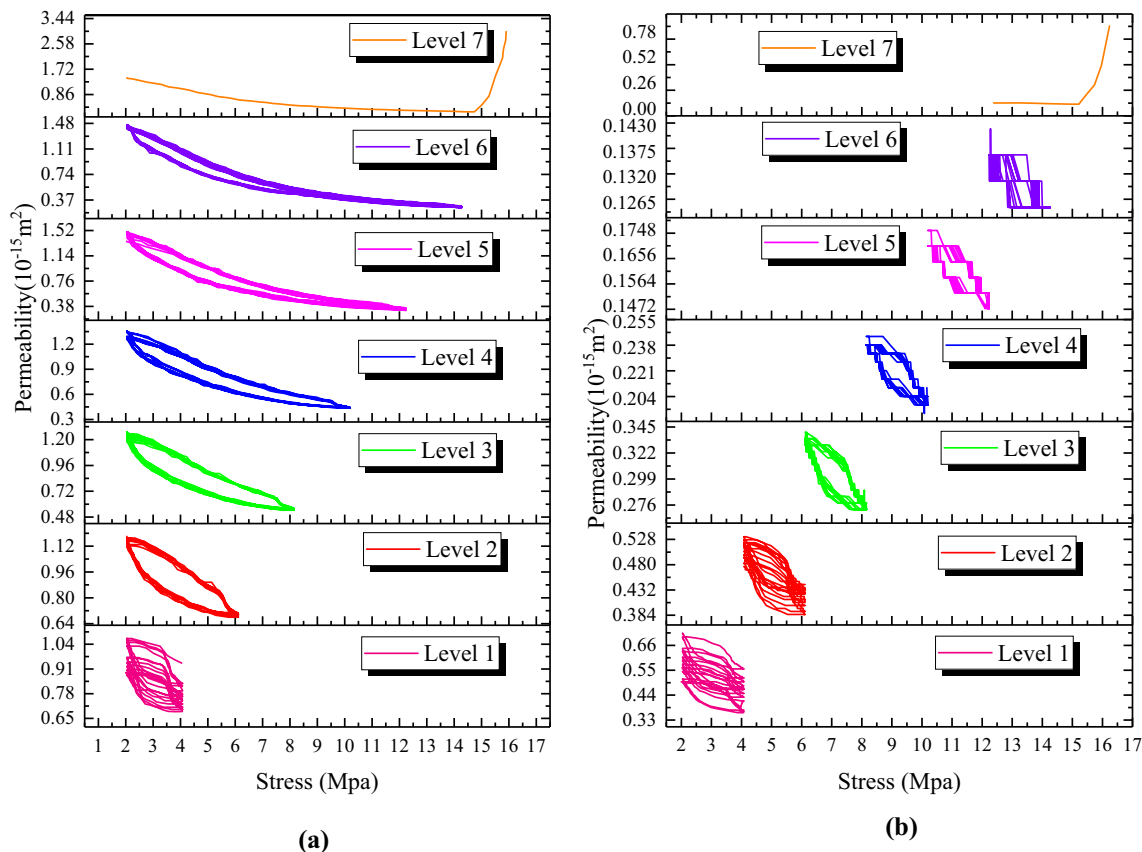 3.44
2.58
1.72
0.86
Level 7
1.48
1.11
0.74
0.37
Level 6
1.52
1.14
0.76
0.38
Level 5
1.2
0.9
0.6
0.3
Level 4
1.20
0.96
0.72
0.48
Level 3
1.12
0.96
0.80
0.64
Level 2
1.04
0.91
0.78
0.65
Level 1
Permeability(10⁻¹⁵m²)
1 2 3 4 5 6 7 8 9 10 11 12 13 14 15 16 17
Stress (Mpa)
(a)
0.78
0.52
0.26
0.00
Level 7
0.1430
0.1375
0.1320
0.1265
Level 6
0.1748
0.1656
0.1564
0.1472
Level 5
0.255
0.238
0.221
0.204
Level 4
0.345
0.322
0.299
0.276
Level 3
0.528
0.480
0.432
0.384
Level 2
0.66
0.55
0.44
0.33
Level 1
Permeability(10⁻¹⁵m²)
2 3 4 5 6 7 8 9 10 11 12 13 14 15 16 17
Stress (Mpa)
(b)